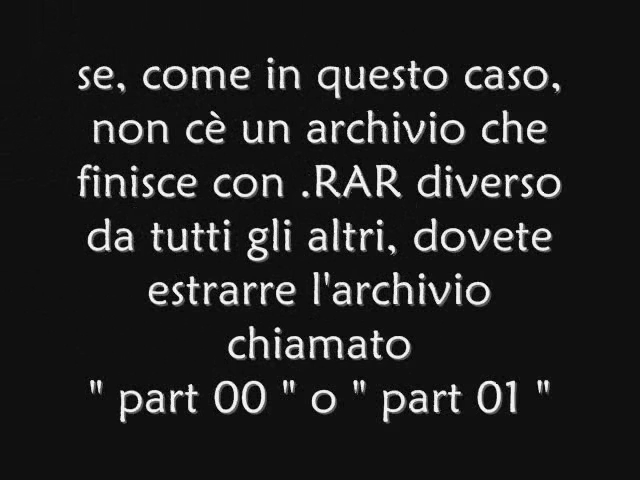 se, come in questo caso,
non cè un archivio che
finisce con .RAR diverso
da tutti gli altri, dovete
estrarre l'archivio
chiamato
" part 00 " o " part 01 "